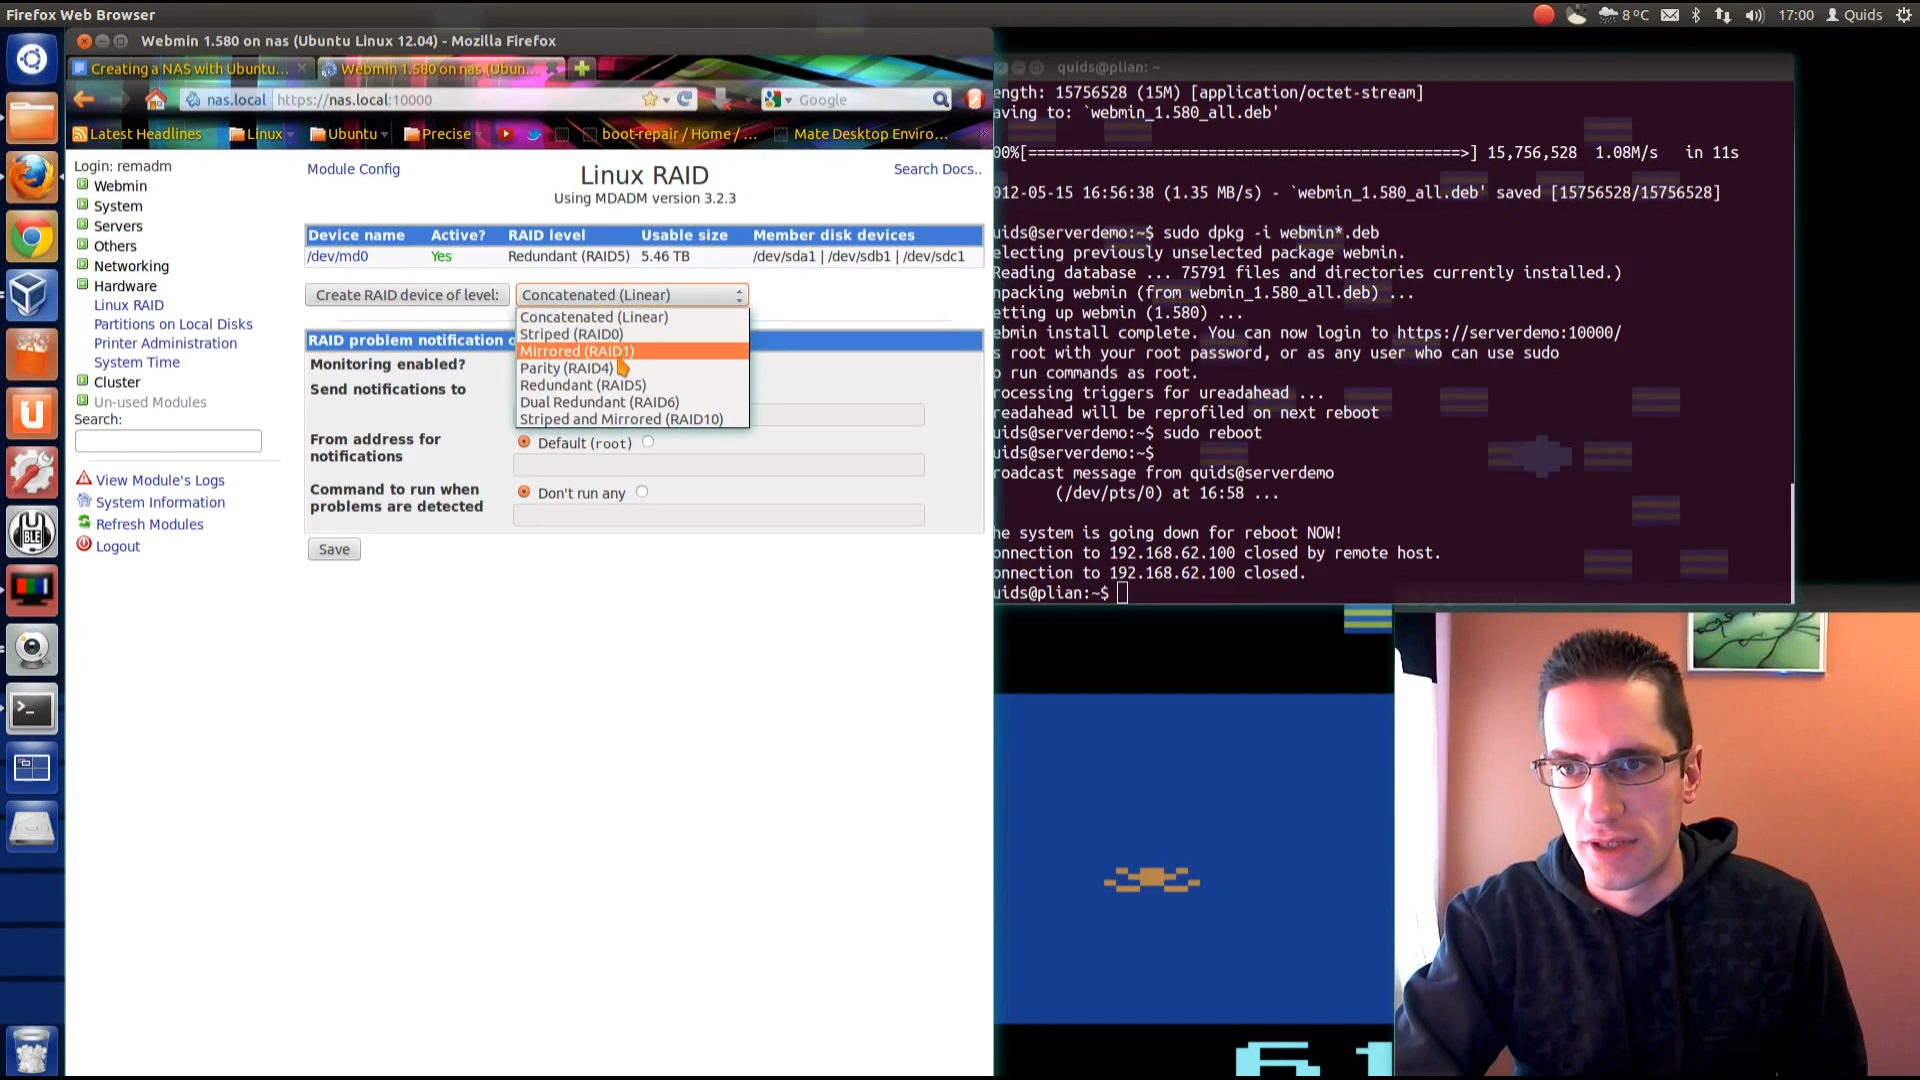 Firefox Web Browser
8 °C
17:00
Quids
Webmin 1.580 on nas (Ubuntu Linux 12.04) - Mozilla Firefox
Creating a NAS with Ubuntu...
Webmin 1.580 on nas (Ubun...
nas.local
https://nas.local:10000
Google
Latest Headlines
Linux
Ubuntu
Precise
boot-repair / Home / ...
Mate Desktop Enviro...
Login: remadm
Webmin
System
Servers
Others
Networking
Hardware
Linux RAID
Partitions on Local Disks
Printer Administration
System Time
Cluster
Un-used Modules
Search:
View Module's Logs
System Information
Refresh Modules
Logout
Module Config
Linux RAID
Using MDADM version 3.2.3
Search Docs..
Device name Active? RAID level Usable size Member disk devices
/dev/md0 Yes Redundant (RAID5) 5.46 TB /dev/sda1 | /dev/sdb1 | /dev/sdc1
Create RAID device of level: Concatenated (Linear)
Concatenated (Linear)
Striped (RAID0)
Mirrored (RAID1)
Parity (RAID4)
Redundant (RAID5)
Dual Redundant (RAID6)
Striped and Mirrored (RAID10)
RAID problem notification o
Monitoring enabled?
Send notifications to
From address for notifications
Default (root)
Command to run when problems are detected
Don't run any
Save
quids@plian: ~
ength: 15756528 (15M) [application/octet-stream]
aving to: `webmin_1.580_all.deb'
00%[==============================================>] 15,756,528 1.08M/s in 11s
012-05-15 16:56:38 (1.35 MB/s) - `webmin_1.580_all.deb' saved [15756528/15756528]
uids@serverdemo:~$ sudo dpkg -i webmin*.deb
electing previously unselected package webmin.
Reading database ... 75791 files and directories currently installed.)
npacking webmin (from webmin_1.580_all.deb) ...
etting up webmin (1.580) ...
ebmin install complete. You can now login to https://serverdemo:10000/
s root with your root password, or as any user who can use sudo
o run commands as root.
rocessing triggers for ureadahead ...
readahead will be reprofiled on next reboot
quids@serverdemo:~$ sudo reboot
quids@serverdemo:~$
roadcast message from quids@serverdemo
(/dev/pts/0) at 16:58 ...
he system is going down for reboot NOW!
onnection to 192.168.62.100 closed by remote host.
onnection to 192.168.62.100 closed.
uids@plian:~$